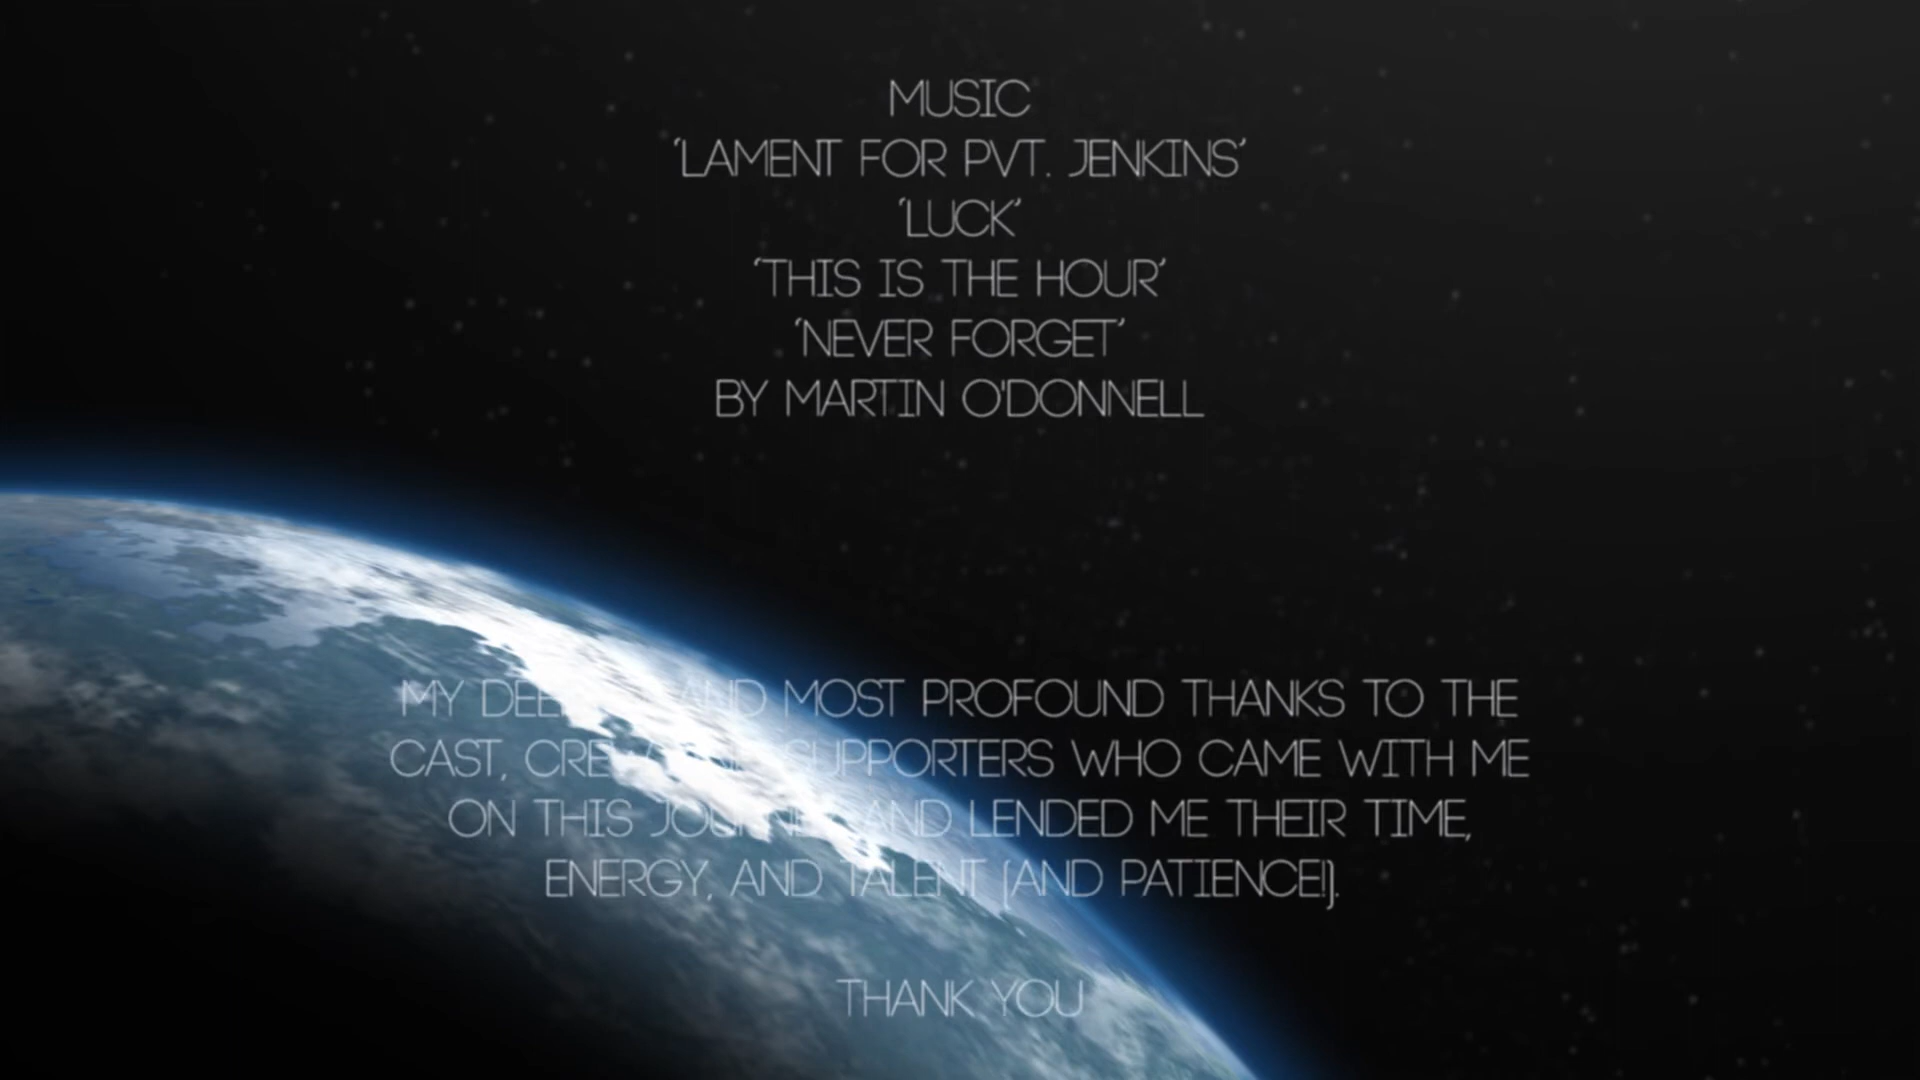 MUSIC
‘LAMENT FOR PVT. JENKINS’
‘LUCK’
‘THIS IS THE HOUR’
‘NEVER FORGET’
BY MARTIN O'DONNELL
MY AND MOST PROFOUND THANKS TO THE
CAST, SUPPORTERS WHO CAME WITH ME
ON THIS JOURNEY AND LENDED ME THEIR TIME,
ENERGY, AND TALENT (AND PATIENCE!).
THANK YOU